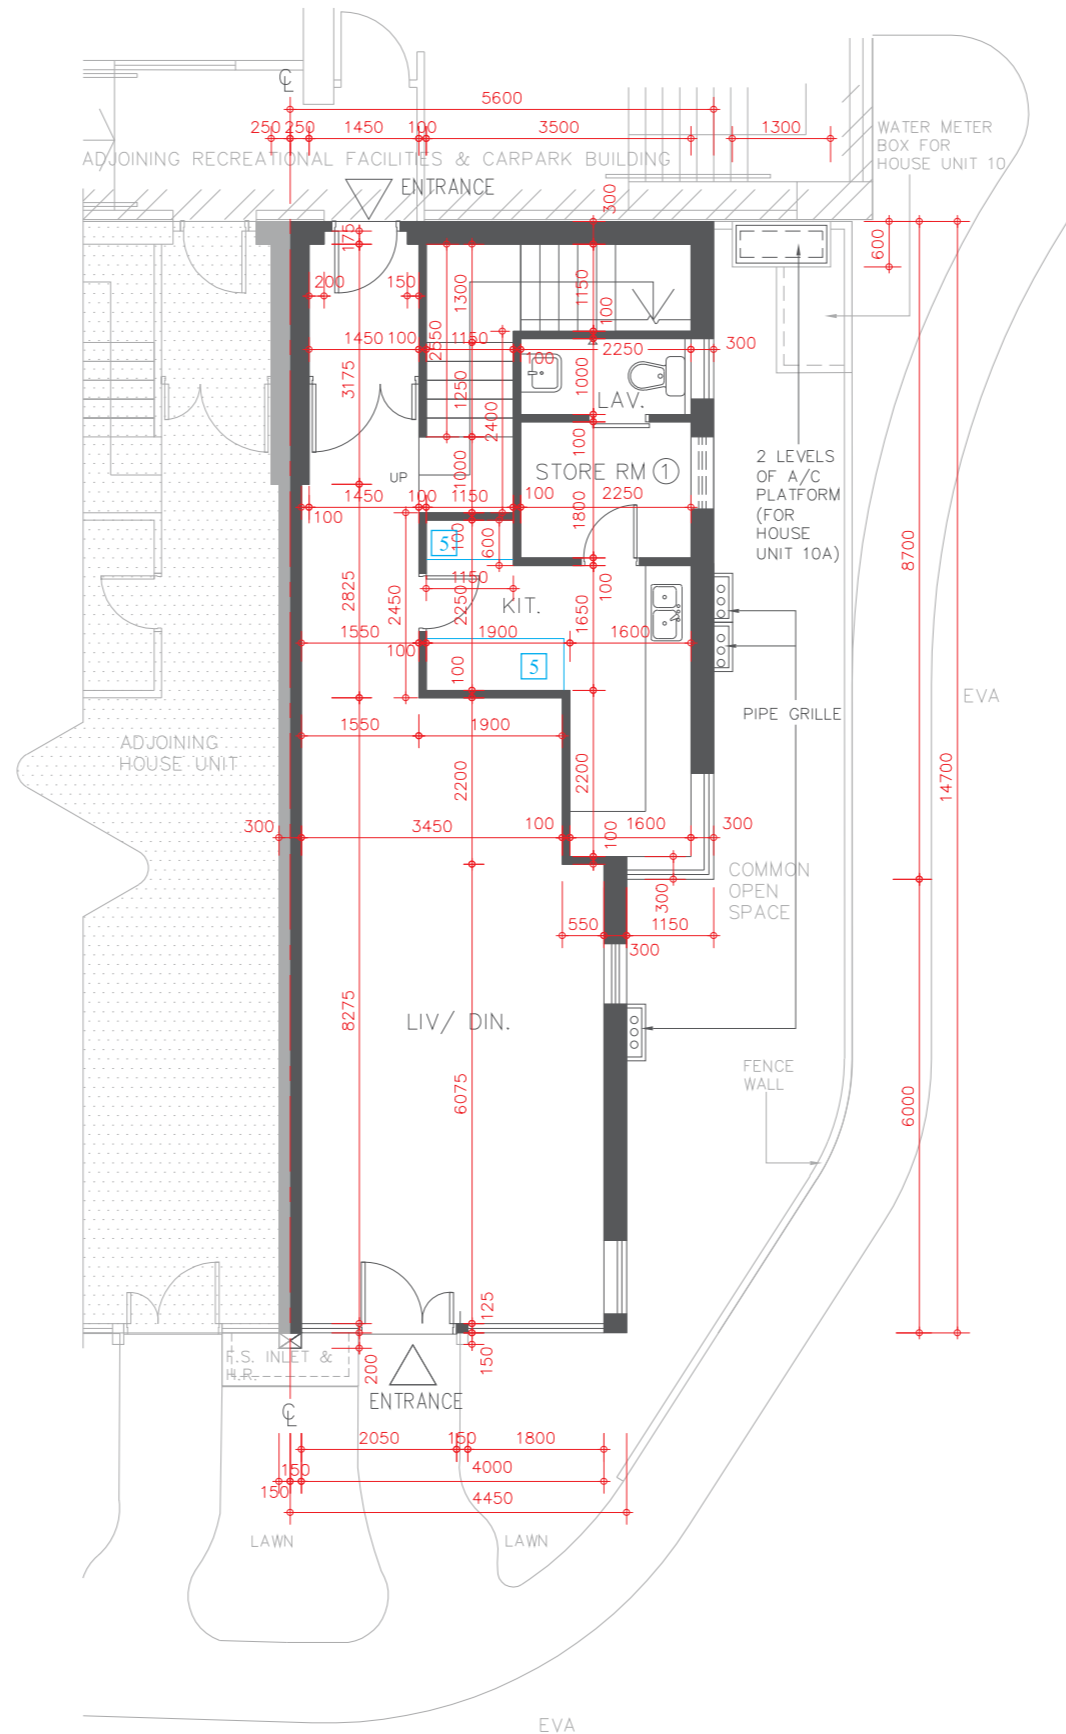 ℄
5600
250 250 1450 100 3500 1300
WATER METER
BOX FOR
HOUSE UNIT 10
ADJOINING RECREATIONAL FACILITIES & CARPARK BUILDING
ENTRANCE
300
175
600
200
150
1300
1150
100
1450 100 1150
2550
100
2250
300
3175
1250
1000
2400
LAV.
100
UP
1000
STORE RM 1
2 LEVELS
OF A/C
PLATFORM
(FOR
HOUSE
UNIT 10A)
1450 100 1150 100 2250
100
1800
100
600
5
8700
2825
2450
1150
2250
KIT.
100
1650
1550
100
1900
1600
100
5
EVA
PIPE GRILLE
ADJOINING
HOUSE UNIT
1550 1900
2200
2200
14700
300 3450 100 1600 300
100
COMMON
OPEN
SPACE
300
550
1150
300
8275
LIV/ DIN.
6075
FENCE
WALL
6000
125
F.S. INLET &
H.R.
200
150
ENTRANCE
℄
2050 150 1800
150
4000
150
4450
LAWN
LAWN
EVA